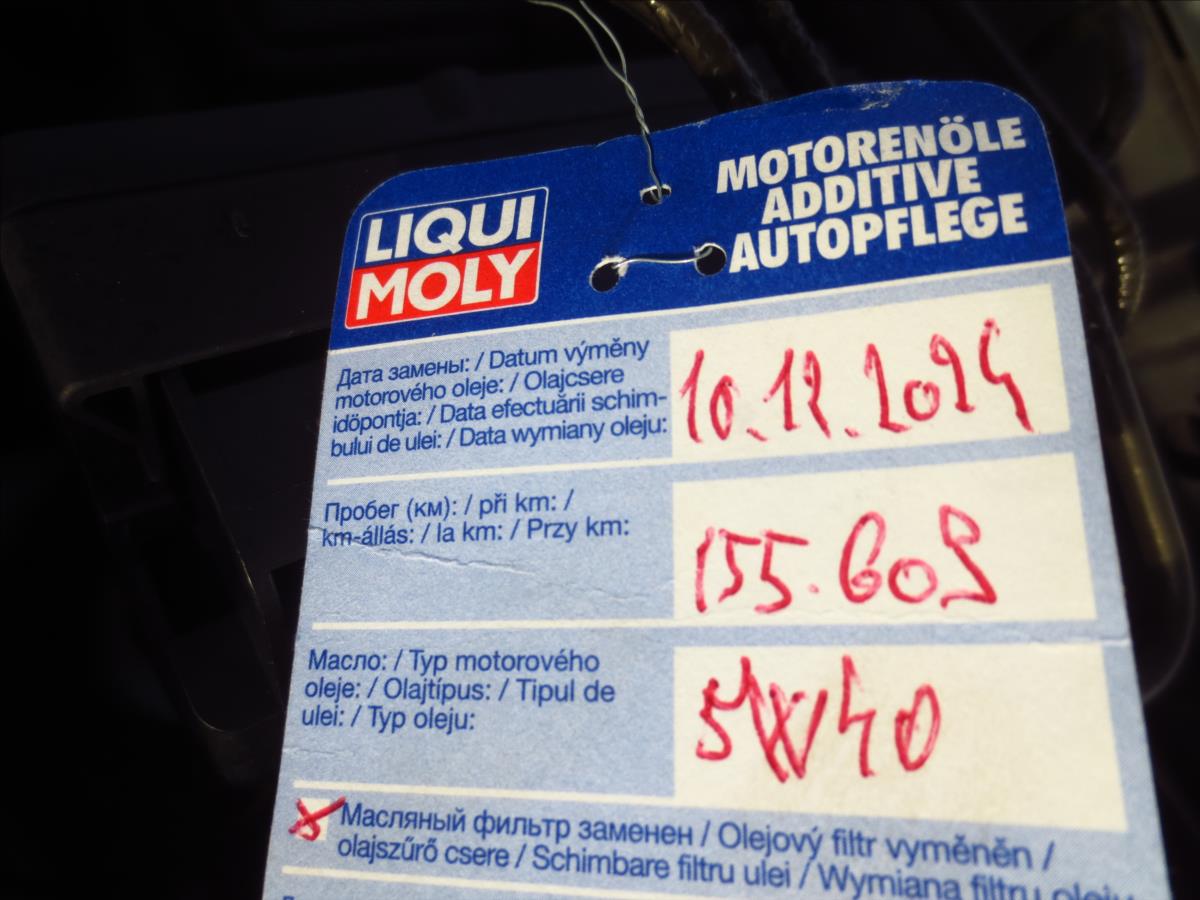 LIQUI
MOLY
MOTORENÖLE
ADDITIVE
AUTOPFLEGE
Дата замены: / Datum výměny
motorového oleje: / Olajcsere
időpontja: / Data efectuării schim-
bului de ulei: / Data wymiany oleju:
10.12.2024
Пробег (км): / při km: /
km-állás: / la km: / Przy km:
155.609
Масло: / Typ motorového
oleje: / Olajtípus: / Tipul de
ulei: / Typ oleju:
5W40
Масляный фильтр заменен / Olejový filtr vyměněn /
olajszűrő csere / Schimbare filtru ulei / Wymiana filtru oleju